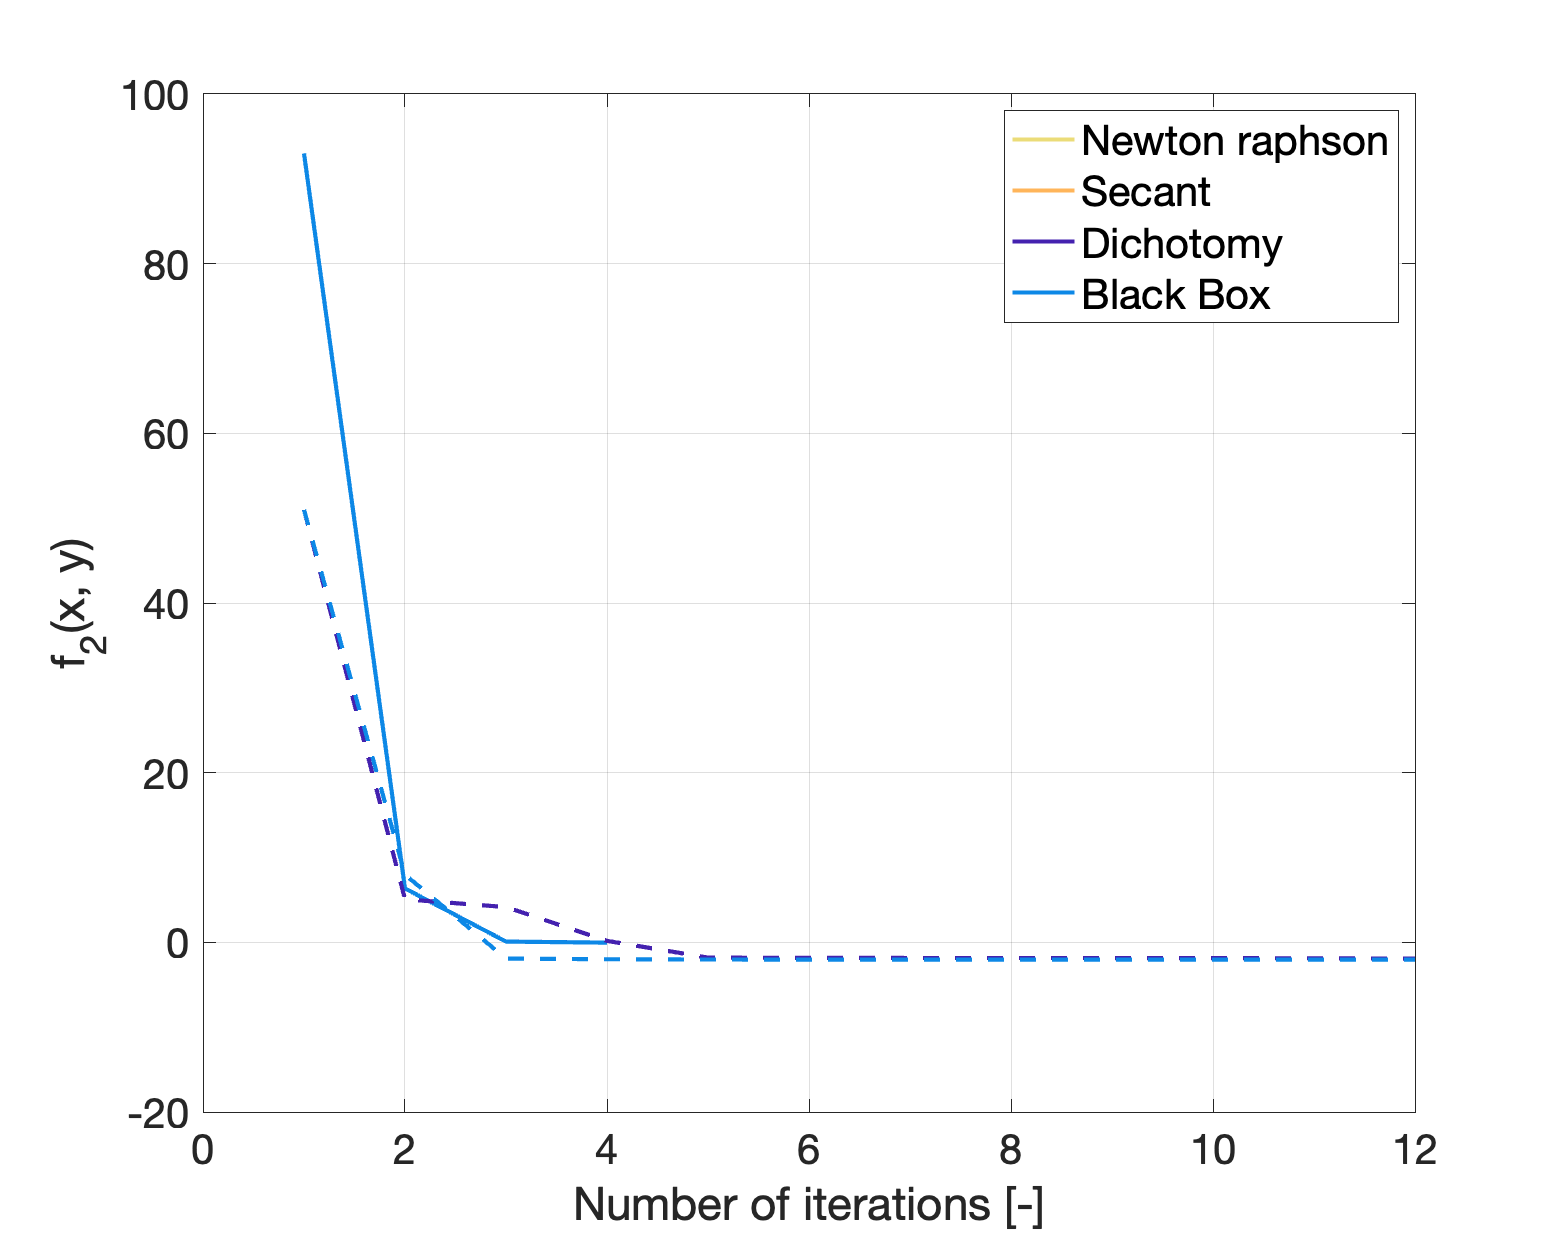 100
80
60
40
20
0
-20
0 2 4 6 8 10 12
f2(x, y)
Number of iterations [-]
Newton raphson
Secant
Dichotomy
Black Box